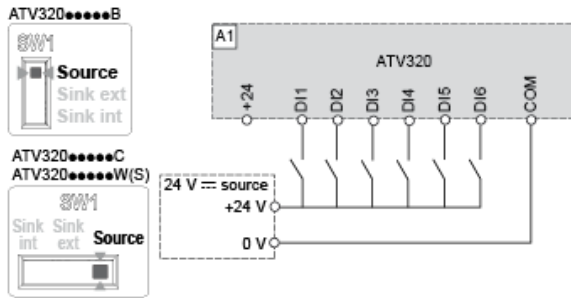 ATV320●●●●●B
SW1
Source
Sink ext
Sink int
ATV320●●●●●C
ATV320●●●●●W(S)
SW1
Sink int
Sink ext
Source
A1
ATV320
+24
DI1
DI2
DI3
DI4
DI5
DI6
COM
24 V ⎓ source
+24 V
0 V